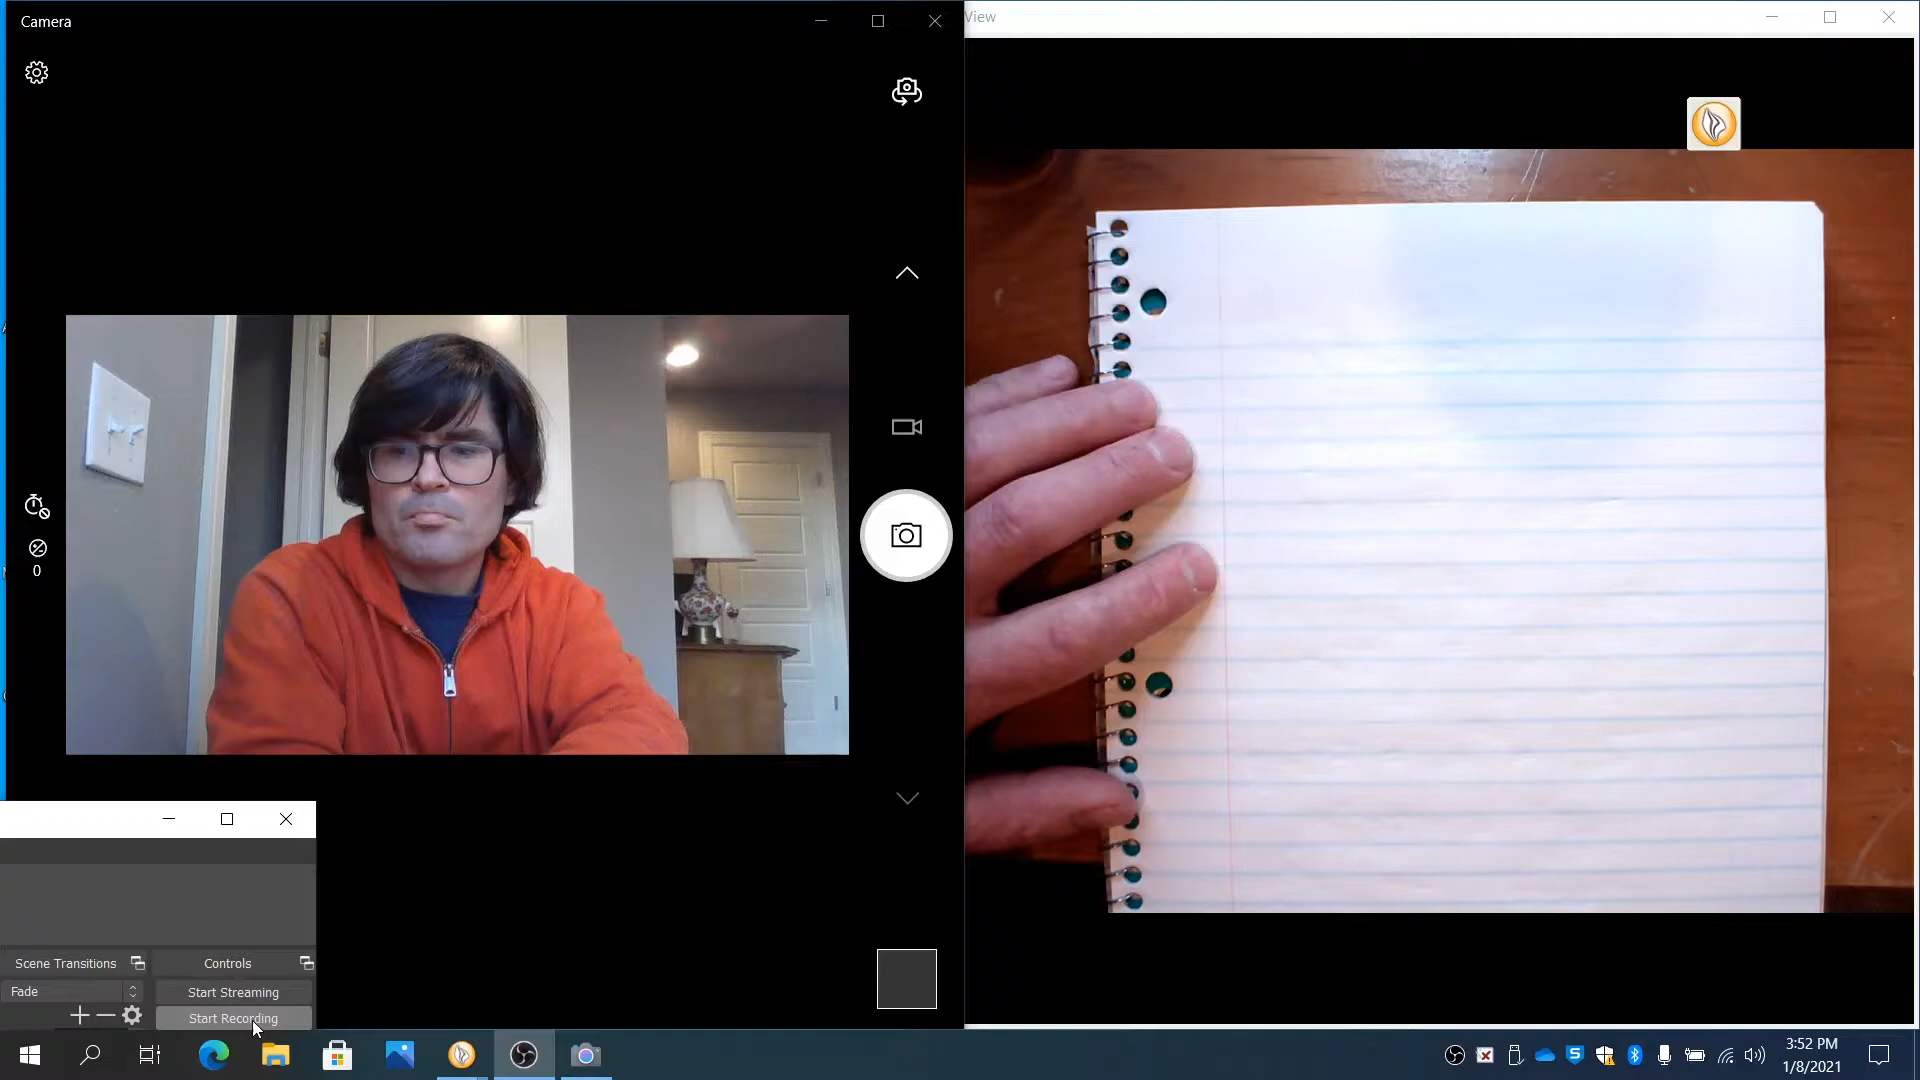 Camera
View
0
Scene Transitions
Controls
Fade
Start Streaming
Start Recording
3:52 PM
1/8/2021